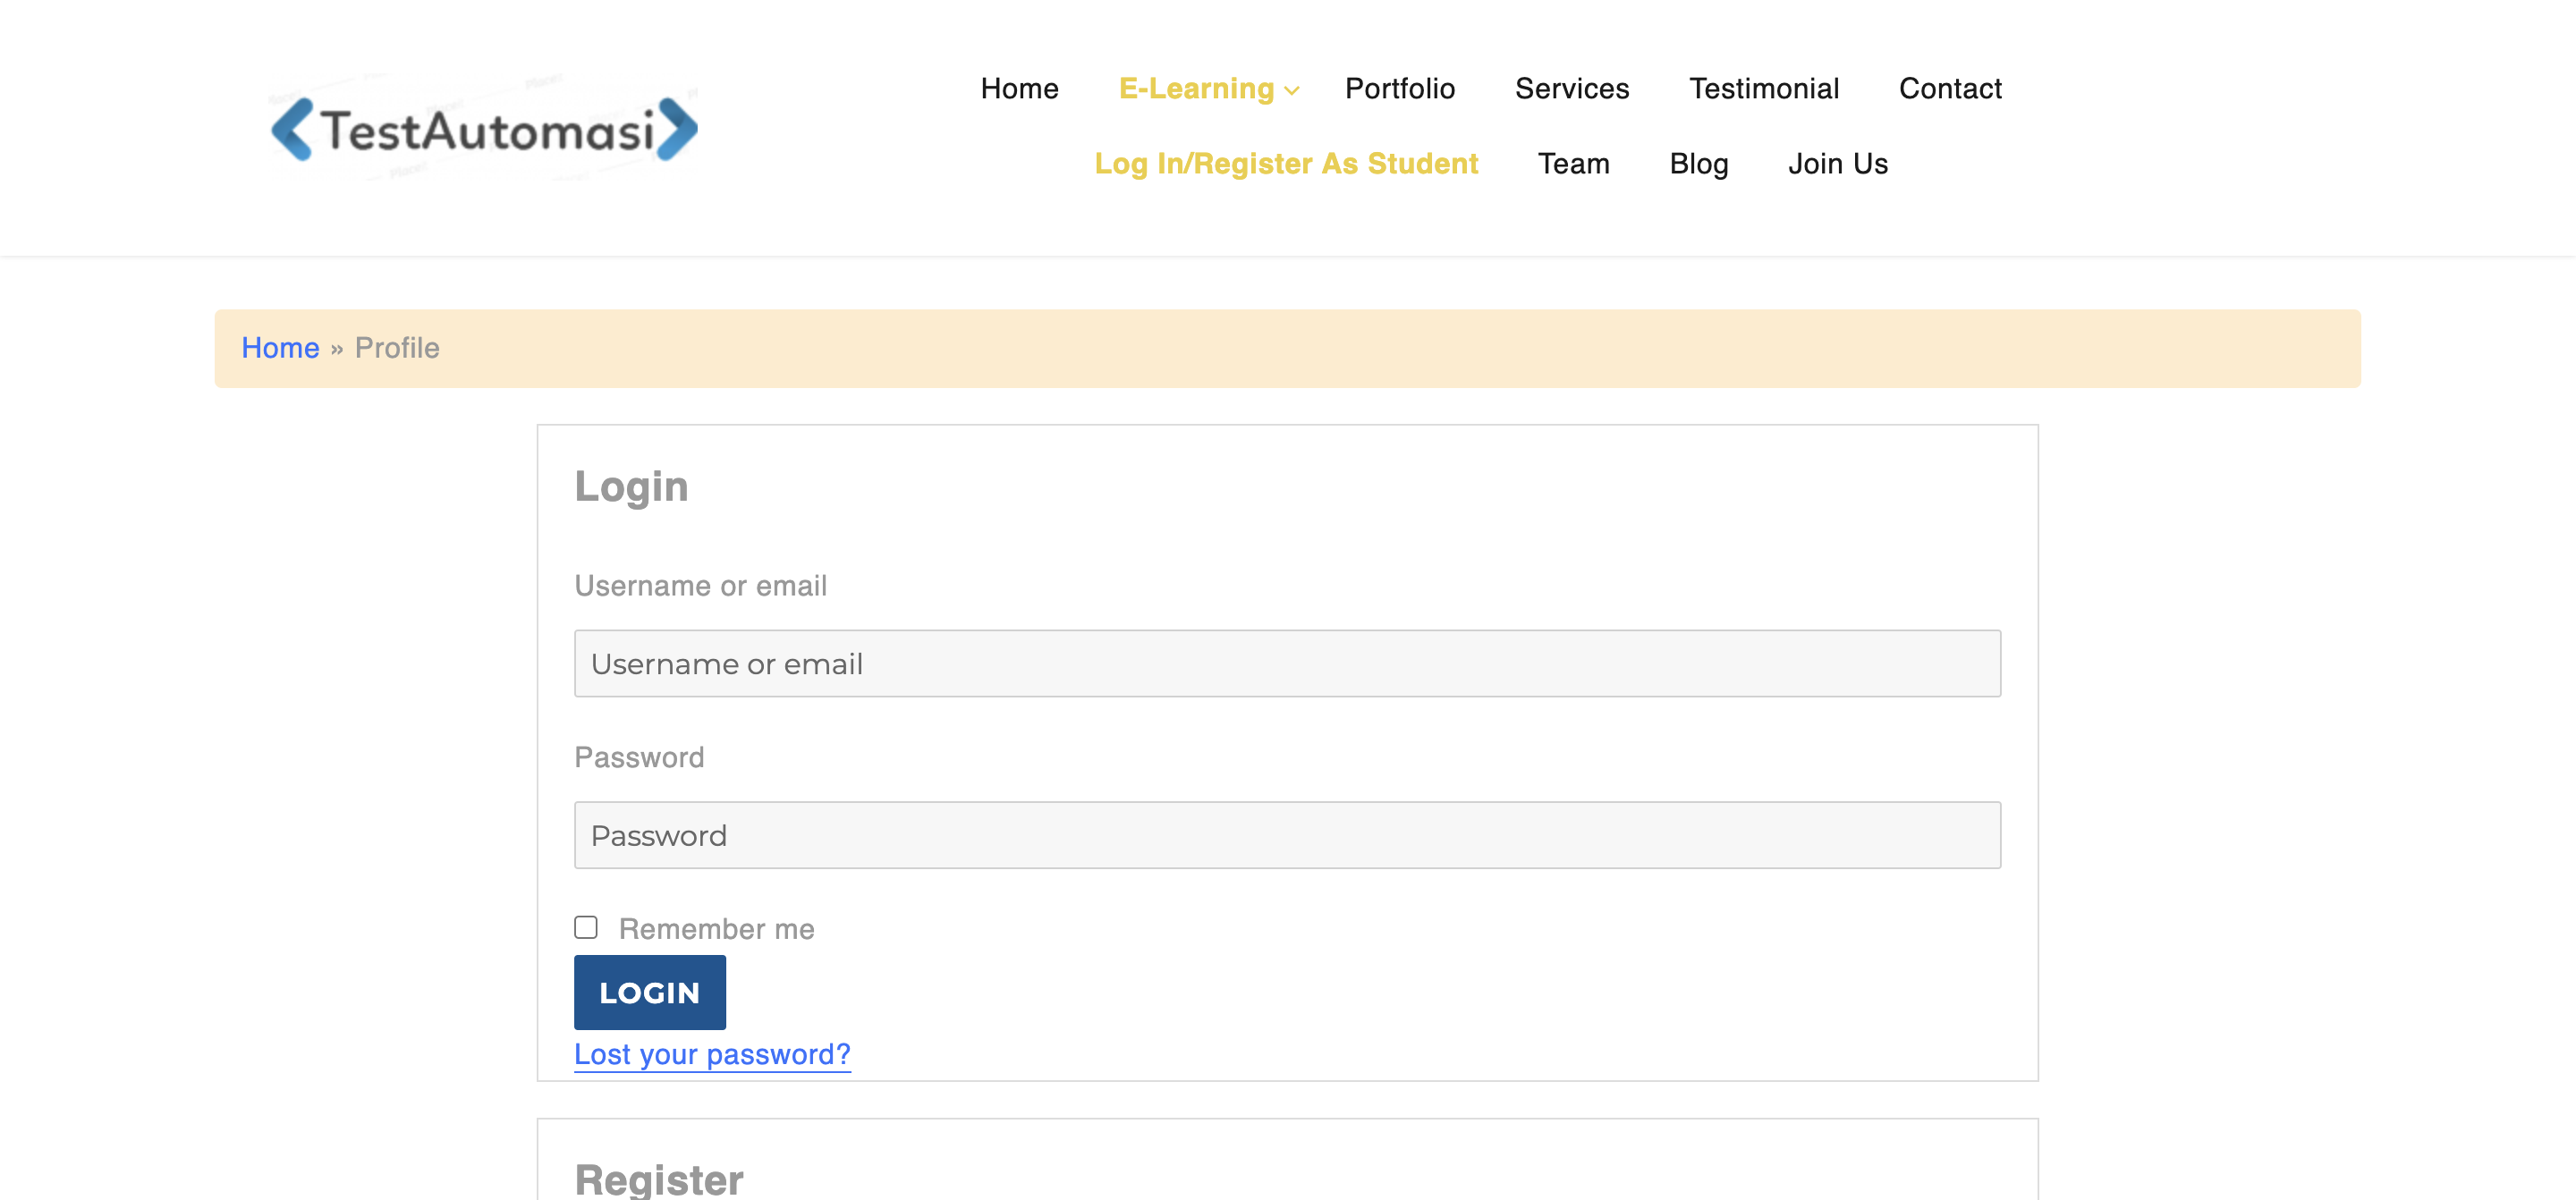 TestAutomasi
Home E-Learning Portfolio Services Testimonial Contact
Log In/Register As Student Team Blog Join Us
Home » Profile
Login
Username or email
Username or email
Password
Password
Remember me
LOGIN
Lost your password?
Register